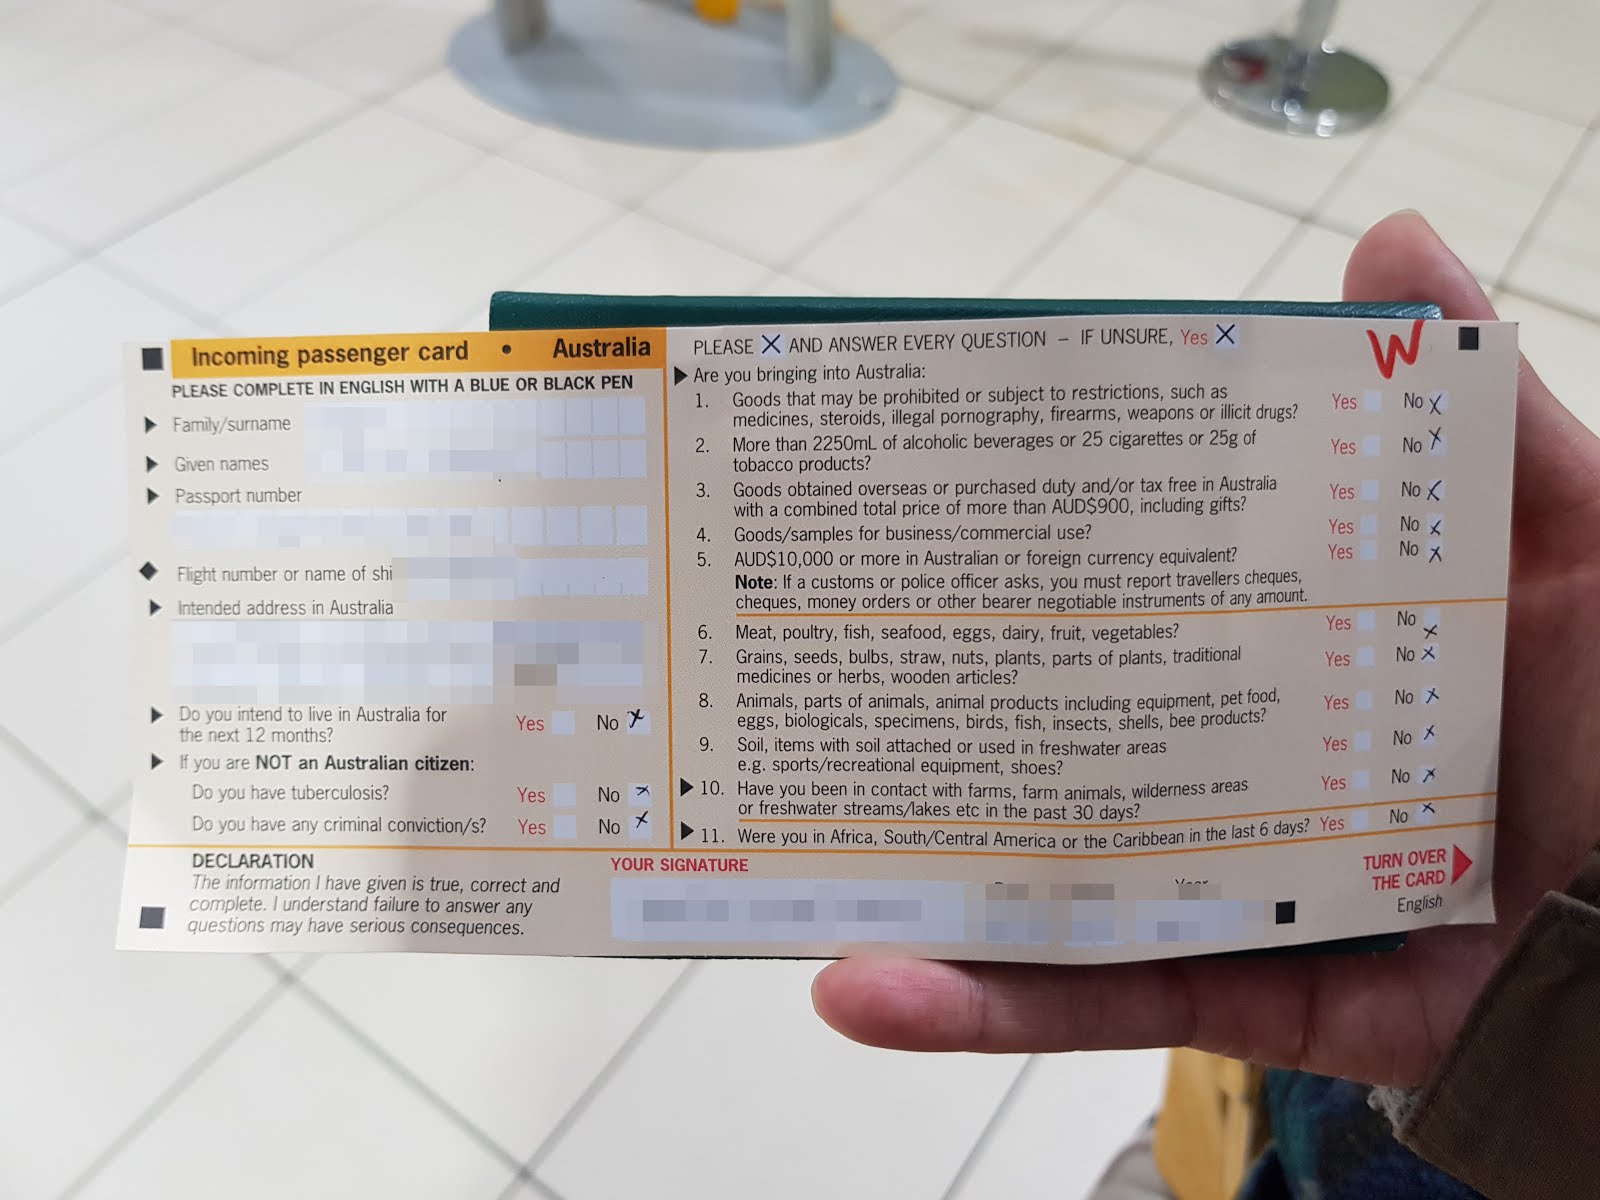 Incoming passenger card • Australia
PLEASE COMPLETE IN ENGLISH WITH A BLUE OR BLACK PEN
Family/surname
Given names
Passport number
Flight number or name of shi
Intended address in Australia
Do you intend to live in Australia for
the next 12 months?
Yes No X
If you are NOT an Australian citizen:
Do you have tuberculosis? Yes No X
Do you have any criminal conviction/s? Yes No X
PLEASE X AND ANSWER EVERY QUESTION – IF UNSURE, Yes X
W
Are you bringing into Australia:
1. Goods that may be prohibited or subject to restrictions, such as
medicines, steroids, illegal pornography, firearms, weapons or illicit drugs?
Yes No X
2. More than 2250mL of alcoholic beverages or 25 cigarettes or 25g of
tobacco products?
Yes No X
3. Goods obtained overseas or purchased duty and/or tax free in Australia
with a combined total price of more than AUD$900, including gifts?
Yes No X
4. Goods/samples for business/commercial use? Yes No X
5. AUD$10,000 or more in Australian or foreign currency equivalent? Yes No X
Note: If a customs or police officer asks, you must report travellers cheques,
cheques, money orders or other bearer negotiable instruments of any amount.
6. Meat, poultry, fish, seafood, eggs, dairy, fruit, vegetables? Yes No X
7. Grains, seeds, bulbs, straw, nuts, plants, parts of plants, traditional
medicines or herbs, wooden articles?
Yes No X
8. Animals, parts of animals, animal products including equipment, pet food,
eggs, biologicals, specimens, birds, fish, insects, shells, bee products?
Yes No X
9. Soil, items with soil attached or used in freshwater areas
e.g. sports/recreational equipment, shoes?
Yes No X
10. Have you been in contact with farms, farm animals, wilderness areas
or freshwater streams/lakes etc in the past 30 days?
Yes No X
11. Were you in Africa, South/Central America or the Caribbean in the last 6 days? Yes No X
DECLARATION
The information I have given is true, correct and
complete. I understand failure to answer any
questions may have serious consequences.
YOUR SIGNATURE
Year
TURN OVER
THE CARD
English